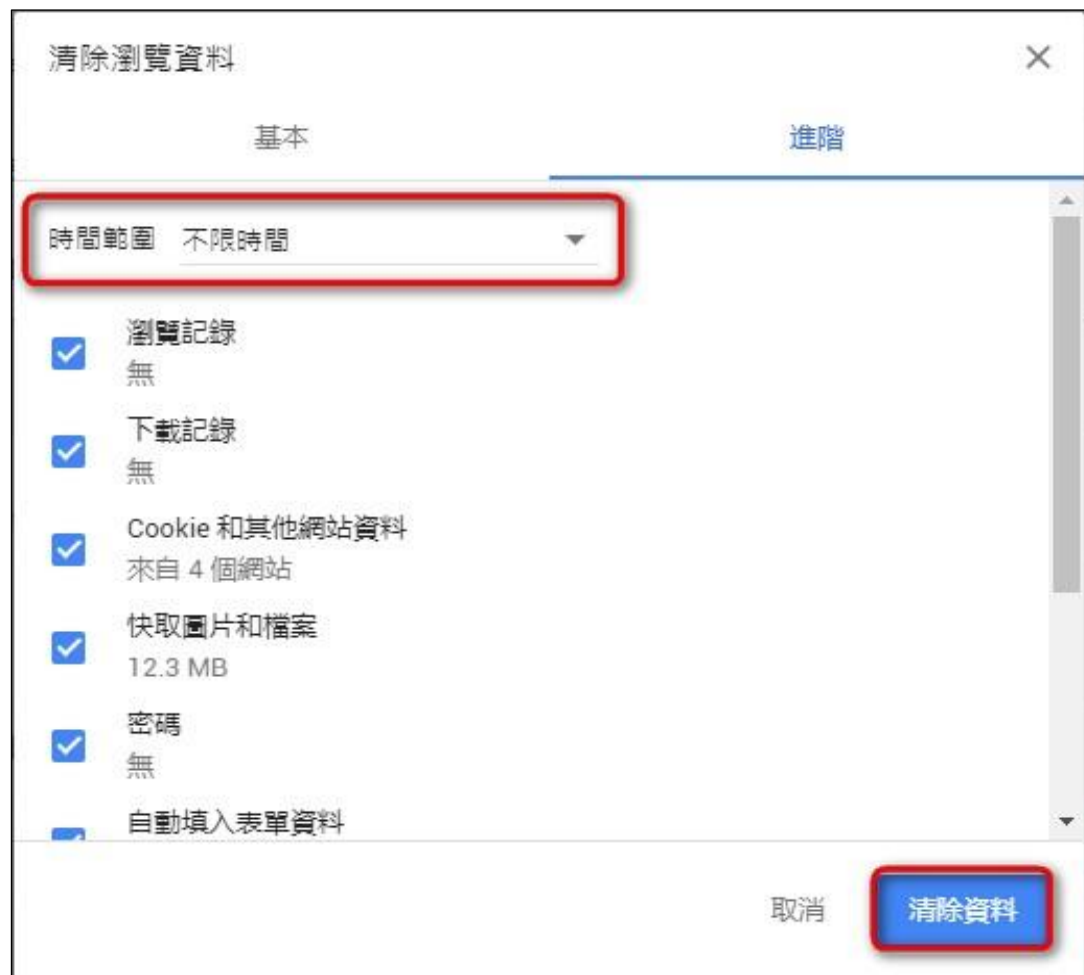 清除瀏覽資料
基本 進階
時間範圍 不限時間
瀏覽記錄
無
下載記錄
無
Cookie 和其他網站資料
來自 4 個網站
快取圖片和檔案
12.3 MB
密碼
無
自動填入表單資料
取消 清除資料